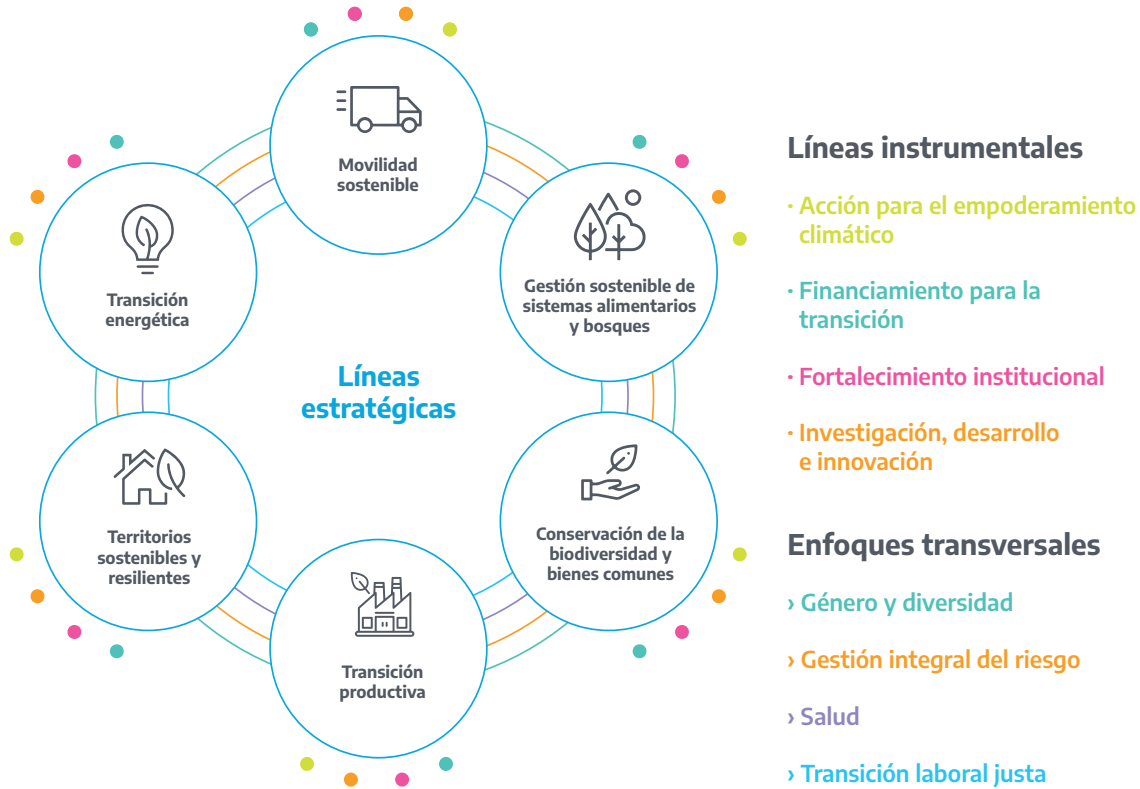 Movilidad
sostenible
Transición
energética
Gestión sostenible de
sistemas alimentarios
y bosques
Líneas
estratégicas
Territorios
sostenibles y
resilientes
Conservación de la
biodiversidad y
bienes comunes
Transición
productiva
Líneas instrumentales
· Acción para el empoderamiento
climático
· Financiamiento para la
transición
· Fortalecimiento institucional
· Investigación, desarrollo
e innovación
Enfoques transversales
› Género y diversidad
› Gestión integral del riesgo
› Salud
› Transición laboral justa